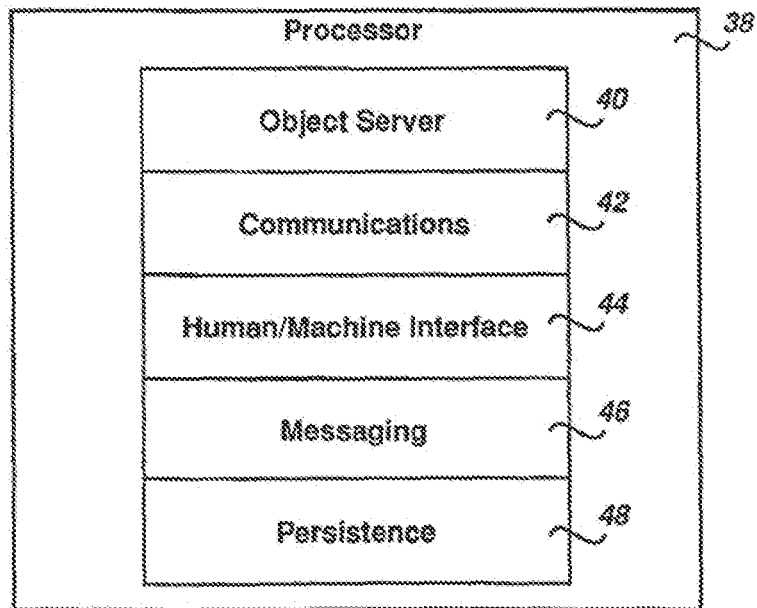 Processor
38
Object Server
40
Communications
42
Human/Machine Interface
44
Messaging
46
Persistence
48